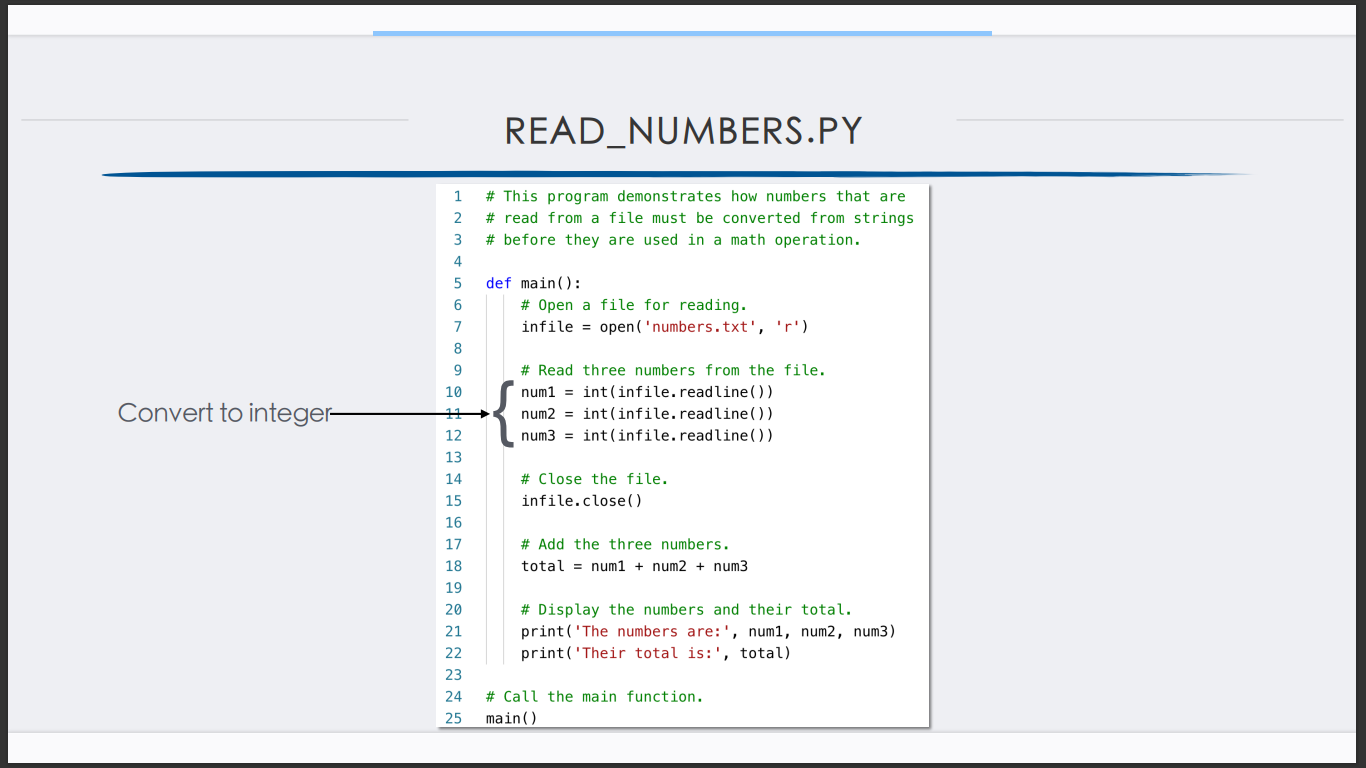 READ_NUMBERS.PY
1 # This program demonstrates how numbers that are
2 # read from a file must be converted from strings
3 # before they are used in a math operation.
4
5 def main():
6     # Open a file for reading.
7     infile = open('numbers.txt', 'r')
8
9     # Read three numbers from the file.
10     num1 = int(infile.readline())
Convert to integer
11     num2 = int(infile.readline())
12     num3 = int(infile.readline())
13
14     # Close the file.
15     infile.close()
16
17     # Add the three numbers.
18     total = num1 + num2 + num3
19
20     # Display the numbers and their total.
21     print('The numbers are:', num1, num2, num3)
22     print('Their total is:', total)
23
24 # Call the main function.
25 main()